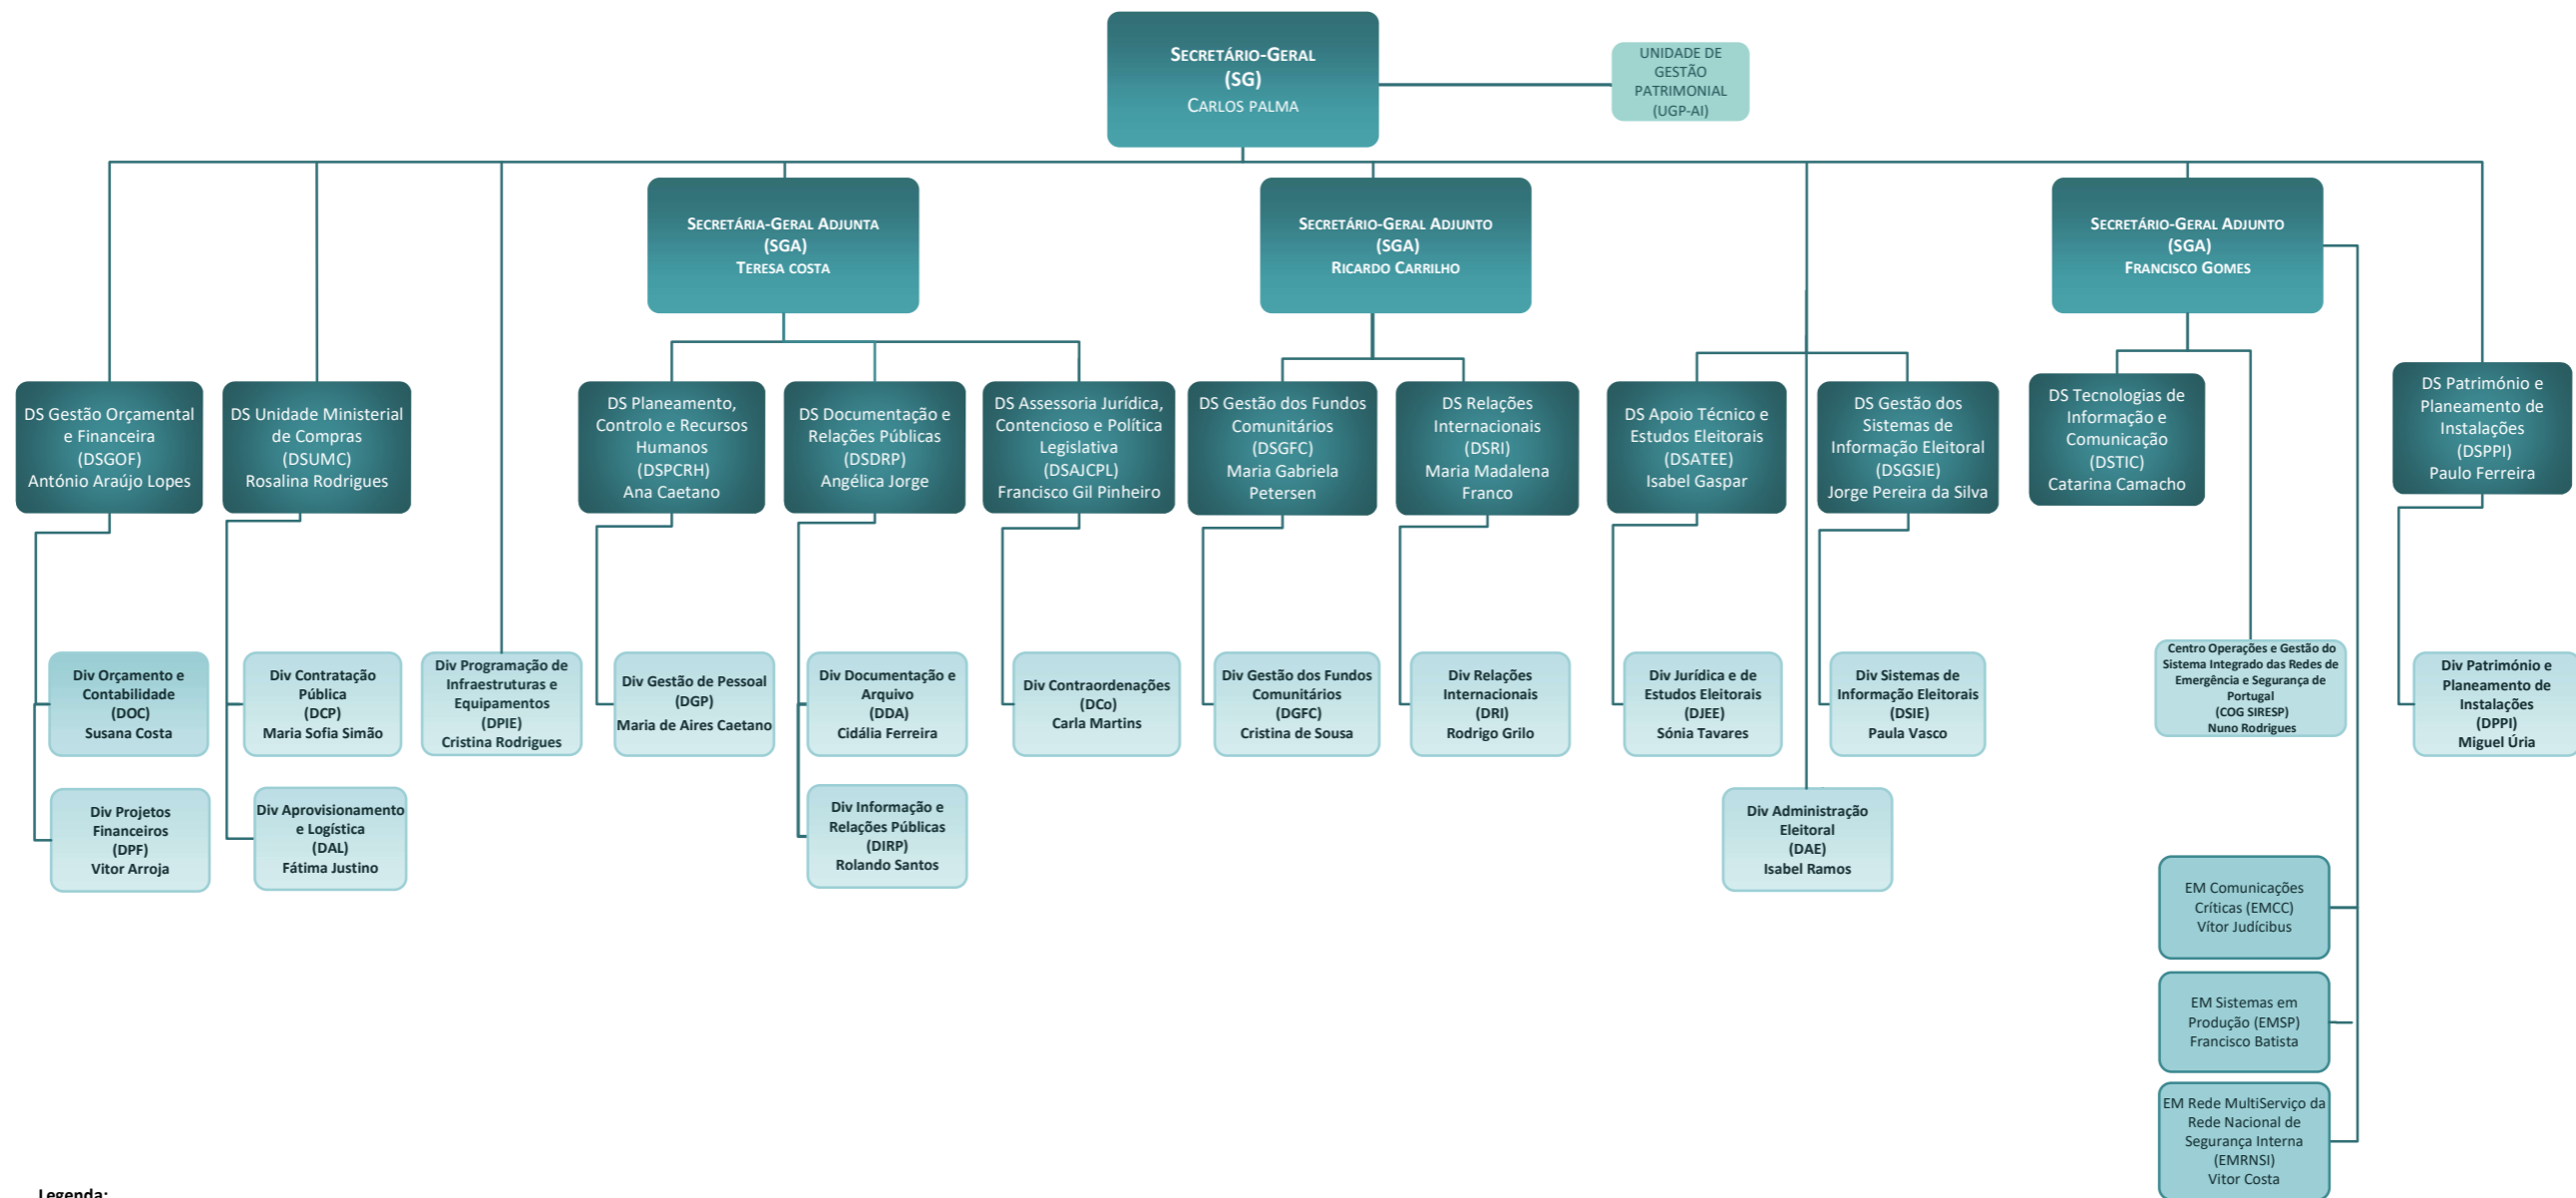 SECRETÁRIO-GERAL
(SG)
CARLOS PALMA
UNIDADE DE
GESTÃO
PATRIMONIAL
(UGP-AI)
SECRETÁRIA-GERAL ADJUNTA
(SGA)
TERESA COSTA
SECRETÁRIO-GERAL ADJUNTO
(SGA)
RICARDO CARRILHO
SECRETÁRIO-GERAL ADJUNTO
(SGA)
FRANCISCO GOMES
DS Gestão Orçamental
e Financeira
(DSGOF)
António Araújo Lopes
DS Unidade Ministerial
de Compras
(DSUMC)
Rosalina Rodrigues
DS Planeamento,
Controlo e Recursos
Humanos
(DSPCRH)
Ana Caetano
DS Documentação e
Relações Públicas
(DSDRP)
Angélica Jorge
DS Assessoria Jurídica,
Contencioso e Política
Legislativa
(DSAJCPL)
Francisco Gil Pinheiro
DS Gestão dos Fundos
Comunitários
(DSGFC)
Maria Gabriela
Petersen
DS Relações
Internacionais
(DSRI)
Maria Madalena
Franco
DS Apoio Técnico e
Estudos Eleitorais
(DSATEE)
Isabel Gaspar
DS Gestão dos
Sistemas de
Informação Eleitoral
(DSGSIE)
Jorge Pereira da Silva
DS Tecnologias de
Informação e
Comunicação
(DSTIC)
Catarina Camacho
DS Património e
Planeamento de
Instalações
(DSPPI)
Paulo Ferreira
Div Orçamento e
Contabilidade
(DOC)
Susana Costa
Div Contratação
Pública
(DCP)
Maria Sofia Simão
Div Programação de
Infraestruturas e
Equipamentos
(DPIE)
Cristina Rodrigues
Div Gestão de Pessoal
(DGP)
Maria de Aires Caetano
Div Documentação e
Arquivo
(DDA)
Cidália Ferreira
Div Contraordenações
(DCo)
Carla Martins
Div Gestão dos Fundos
Comunitários
(DGFC)
Cristina de Sousa
Div Relações
Internacionais
(DRI)
Rodrigo Grilo
Div Jurídica e de
Estudos Eleitorais
(DJEE)
Sónia Tavares
Div Sistemas de
Informação Eleitorais
(DSIE)
Paula Vasco
Centro Operações e Gestão do
Sistema Integrado das Redes de
Emergência e Segurança de
Portugal
(COG SIRESP)
Nuno Rodrigues
Div Património e
Planeamento de
Instalações
(DPPI)
Miguel Úria
Div Projetos
Financeiros
(DPF)
Vitor Arroja
Div Aprovisionamento
e Logística
(DAL)
Fátima Justino
Div Informação e
Relações Públicas
(DIRP)
Rolando Santos
Div Administração
Eleitoral
(DAE)
Isabel Ramos
EM Comunicações
Críticas (EMCC)
Vítor Judícibus
EM Sistemas em
Produção (EMSP)
Francisco Batista
EM Rede MultiServiço da
Rede Nacional de
Segurança Interna
(EMRNSI)
Vitor Costa
Legenda: